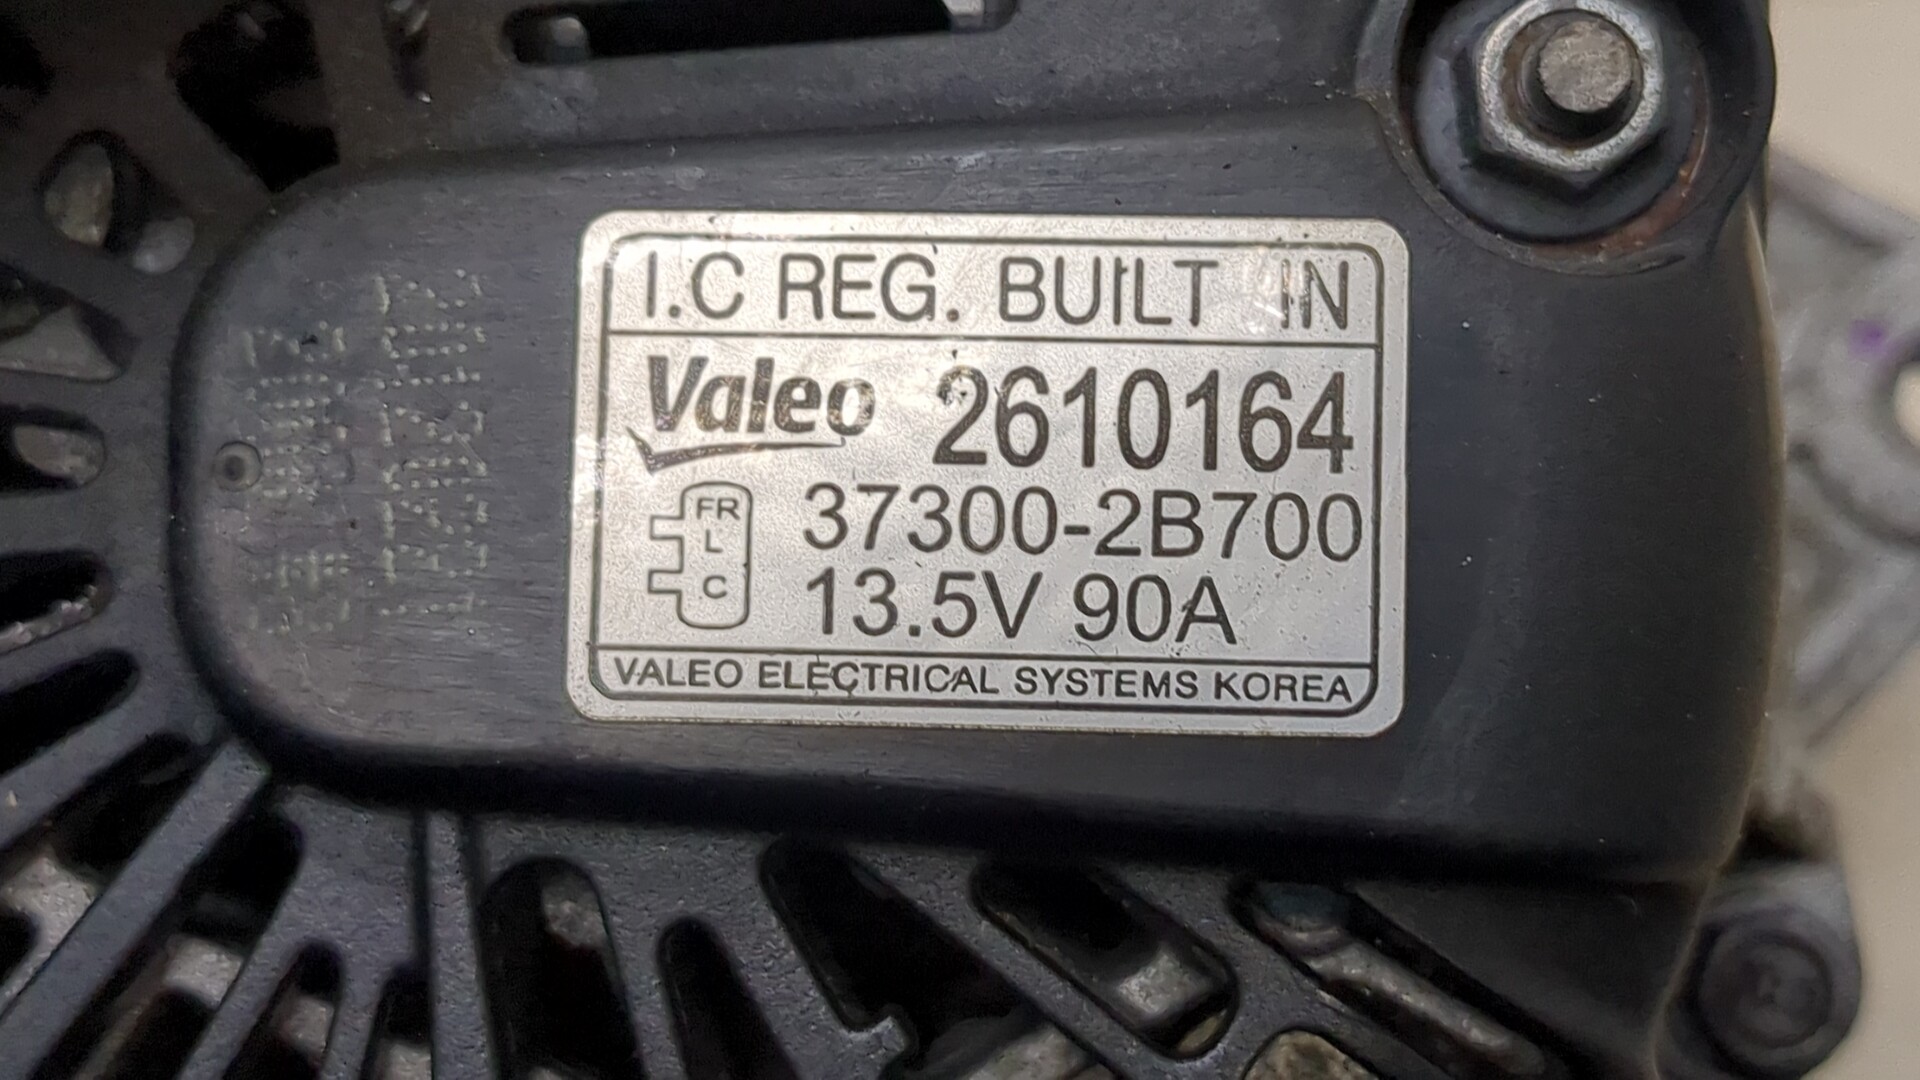 I.C REG. BUILT IN
Valeo 2610164
FR
L
C
37300-2B700
13.5V 90A
VALEO ELECTRICAL SYSTEMS KOREA